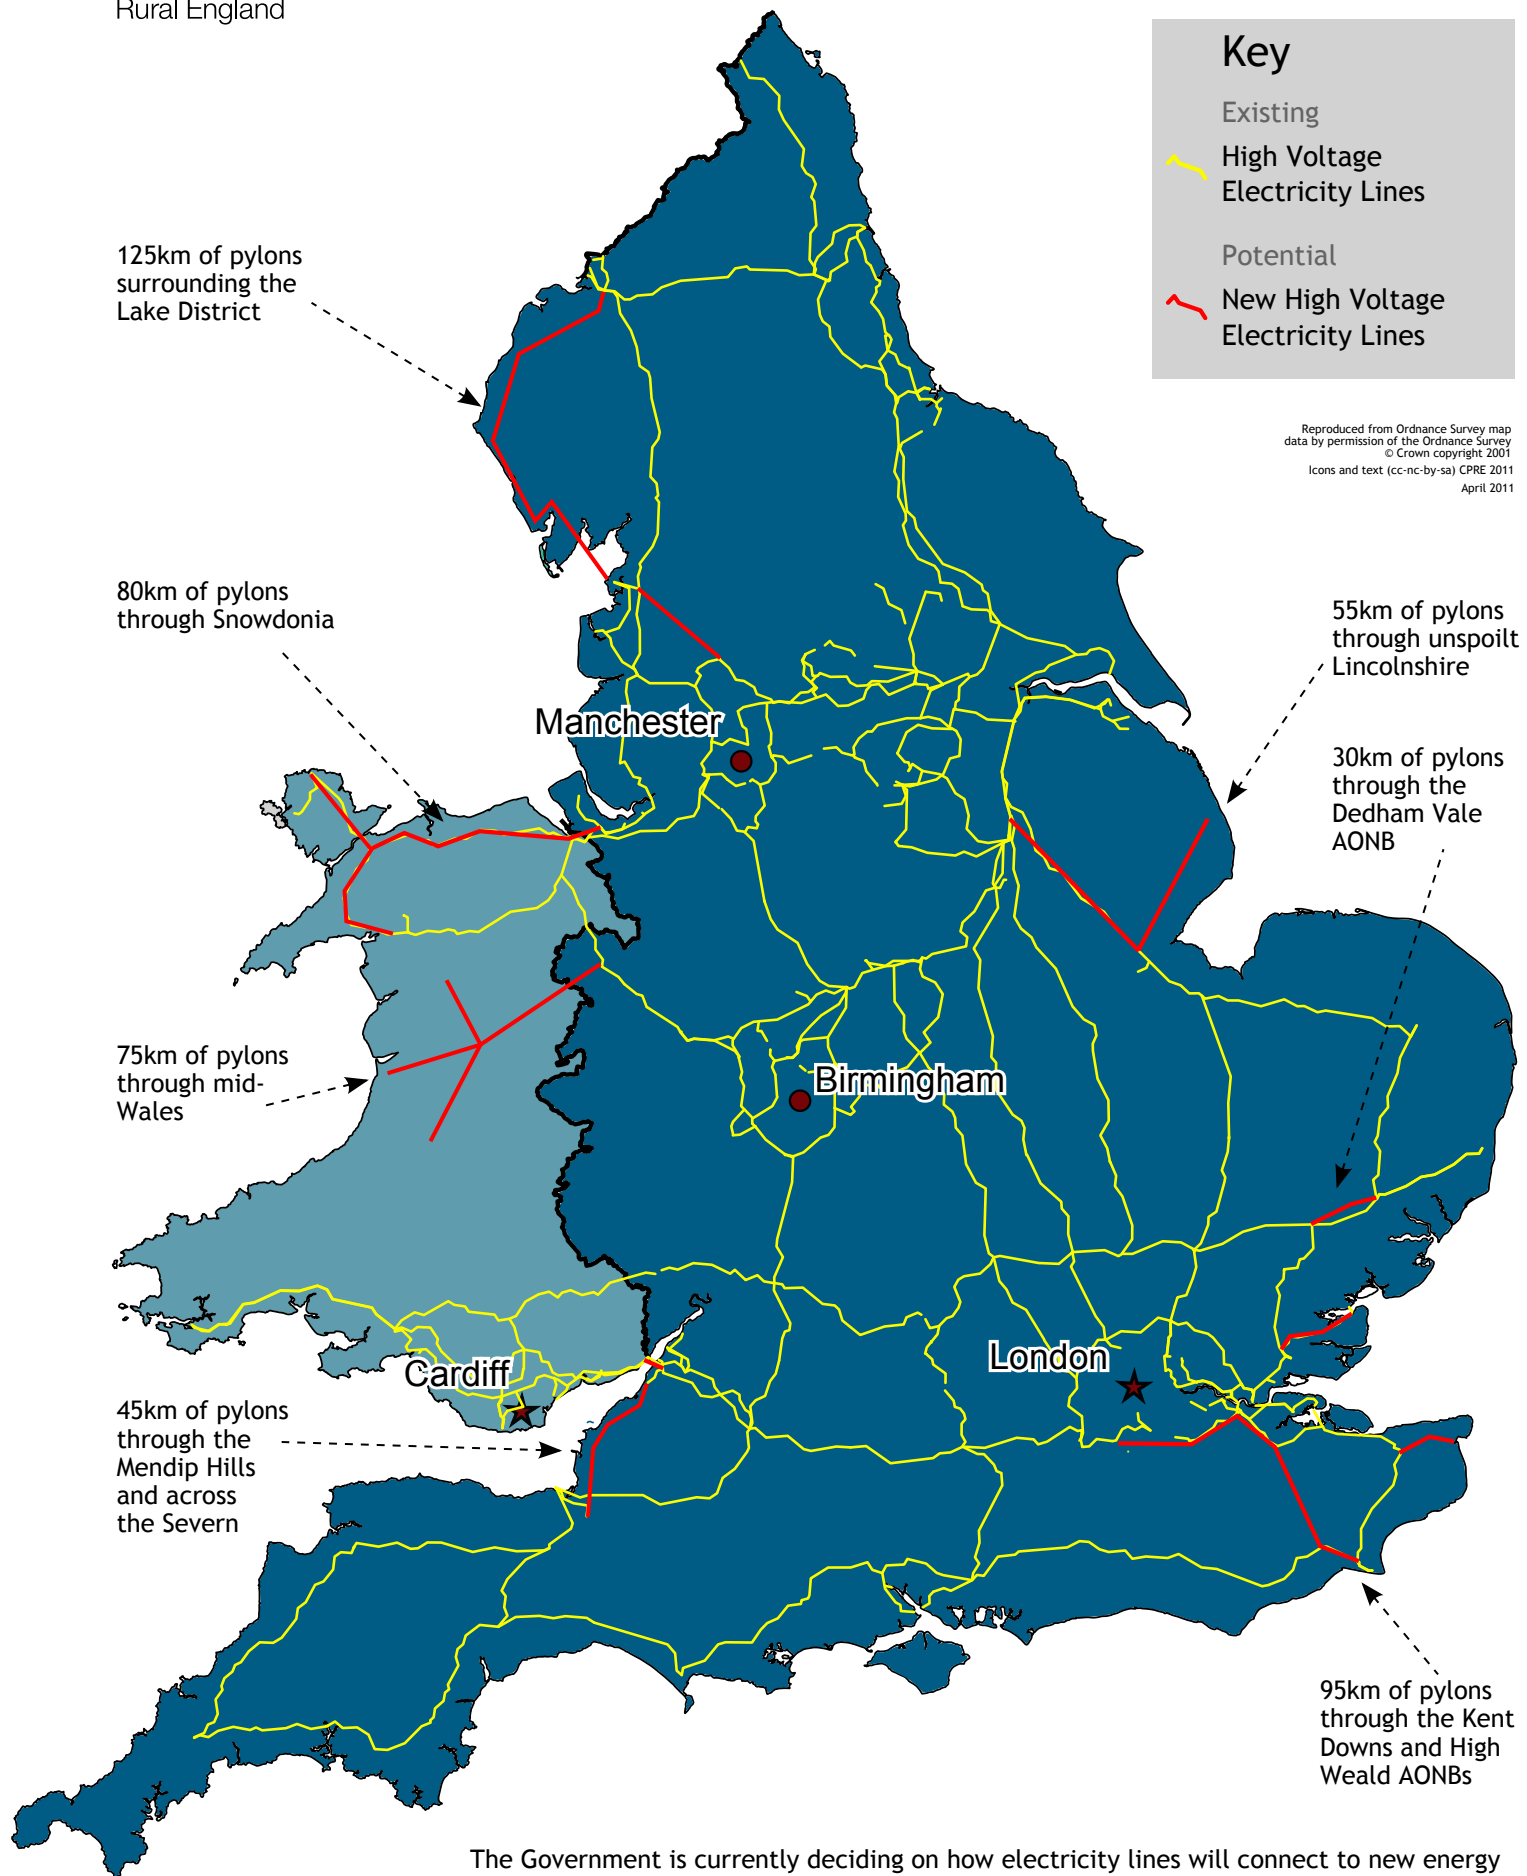 Rural England
Key
Existing
High Voltage
Electricity Lines
Potential
New High Voltage
Electricity Lines
Reproduced from Ordnance Survey map
data by permission of the Ordnance Survey
© Crown copyright 2001
Icons and text (cc-nc-by-sa) CPRE 2011
April 2011
125km of pylons
surrounding the
Lake District
80km of pylons
through Snowdonia
55km of pylons
through unspoilt
Lincolnshire
Manchester
30km of pylons
through the
Dedham Vale
AONB
75km of pylons
through mid-
Wales
Birmingham
London
Cardiff
45km of pylons
through the
Mendip Hills
and across
the Severn
95km of pylons
through the Kent
Downs and High
Weald AONBs
The Government is currently deciding on how electricity lines will connect to new energy